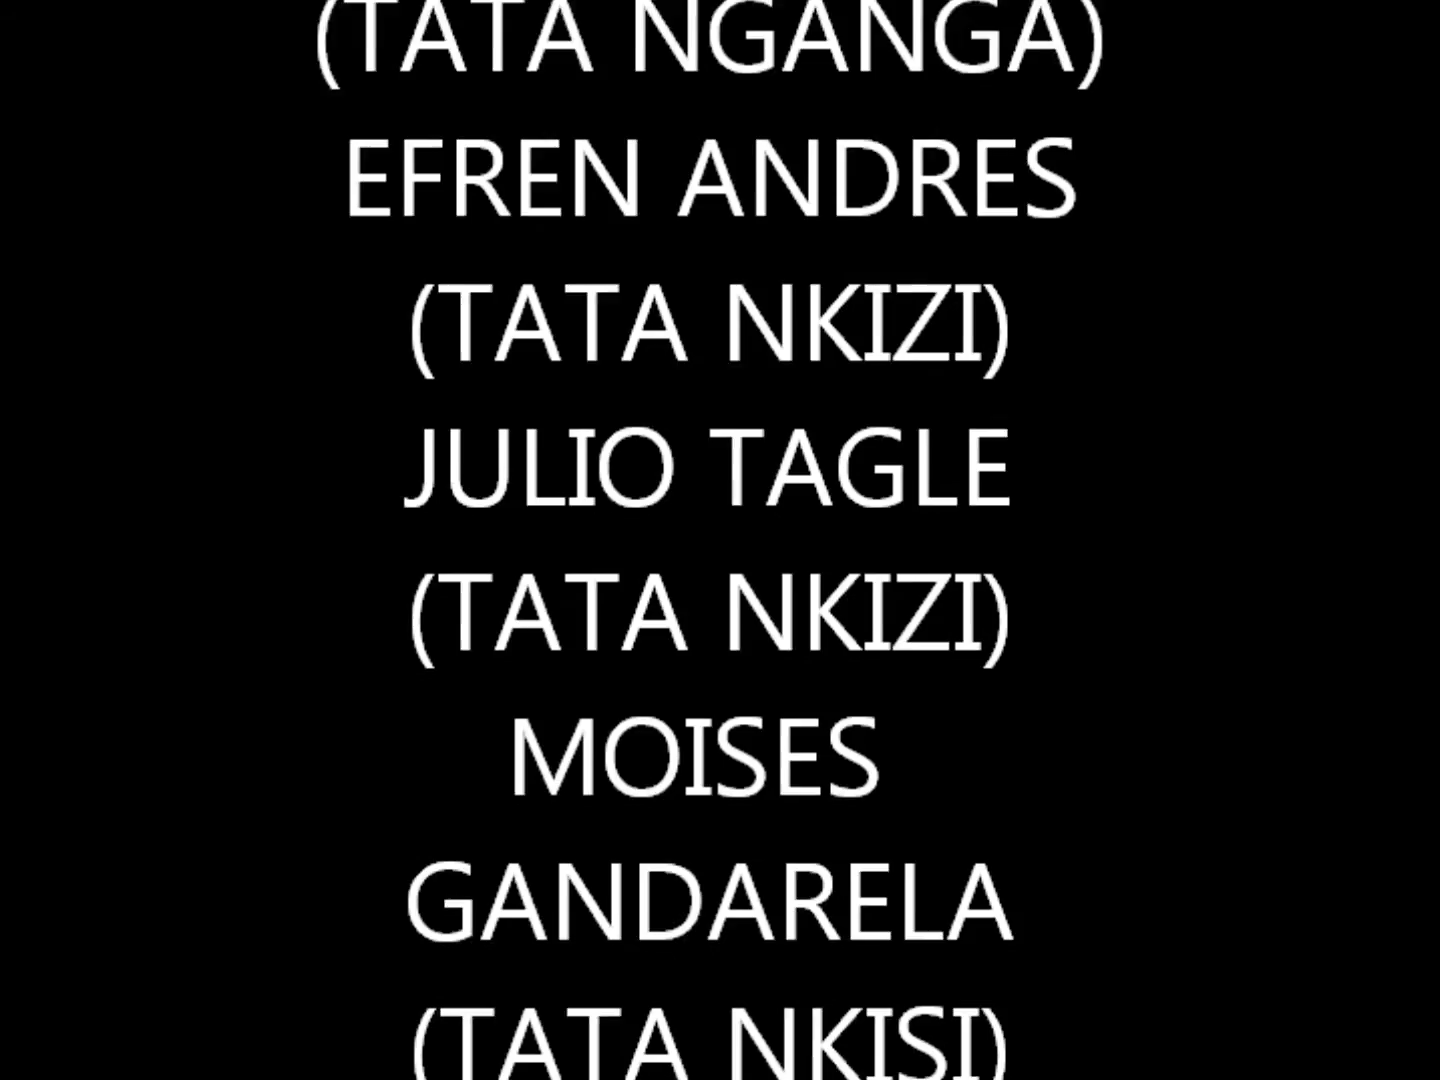 (TATA NGANGA)
EFREN ANDRES
(TATA NKIZI)
JULIO TAGLE
(TATA NKIZI)
MOISES
GANDARELA
(TATA NKISI)